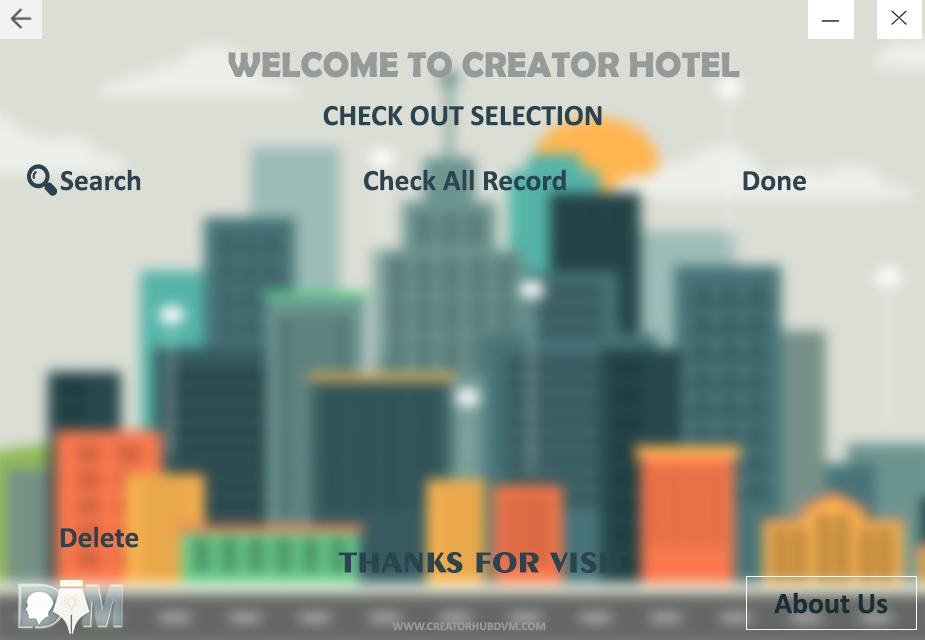 WELCOME TO CREATOR HOTEL
CHECK OUT SELECTION
Search
Check All Record
Done
Delete
THANKS FOR VISI
About Us
DVM
WWW.CREATORHUBDVM.COM